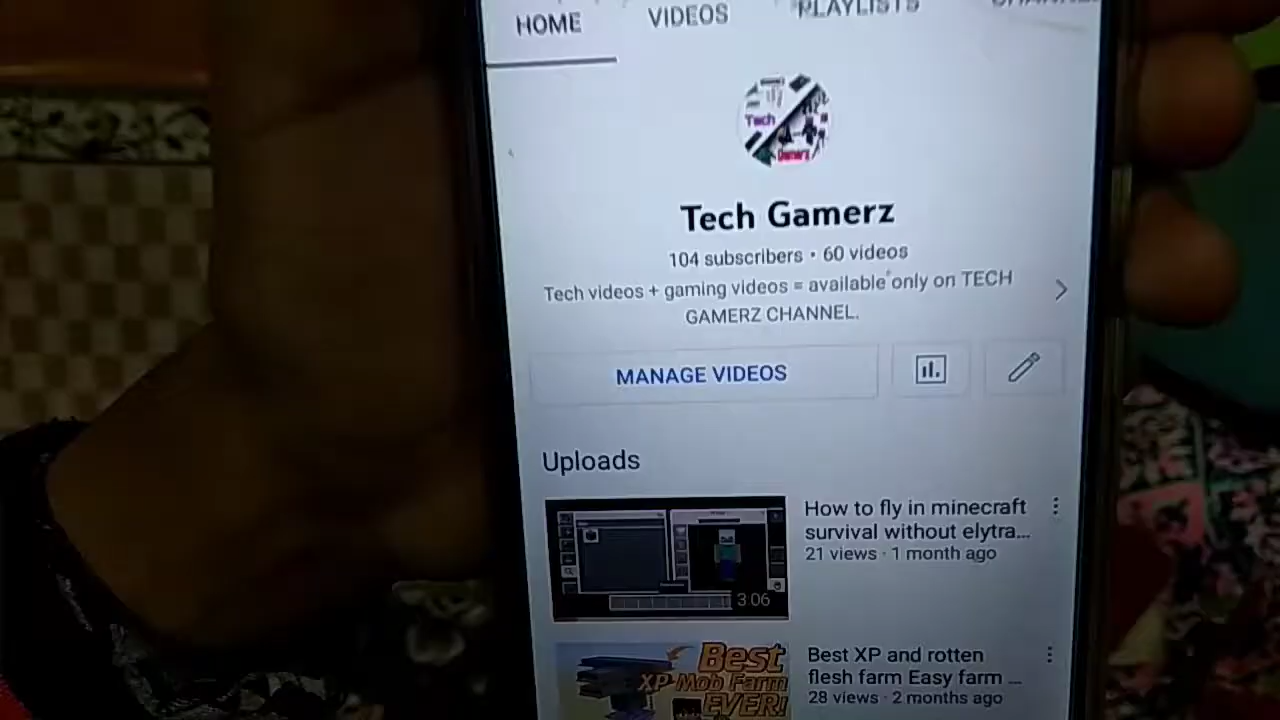 HOME
VIDEOS
PLAYLISTS
Tech
Gamerz
Tech Gamerz
104 subscribers • 60 videos
Tech videos + gaming videos = available only on TECH
GAMERZ CHANNEL.
MANAGE VIDEOS
Uploads
How to fly in minecraft
survival without elytra...
21 views · 1 month ago
3:06
Best
XP Mob Farm
EVER!
Best XP and rotten
flesh farm Easy farm ...
28 views · 2 months ago